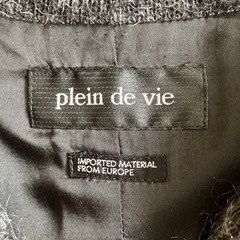 plein de vie
IMPORTED MATERIAL
FROM EUROPE